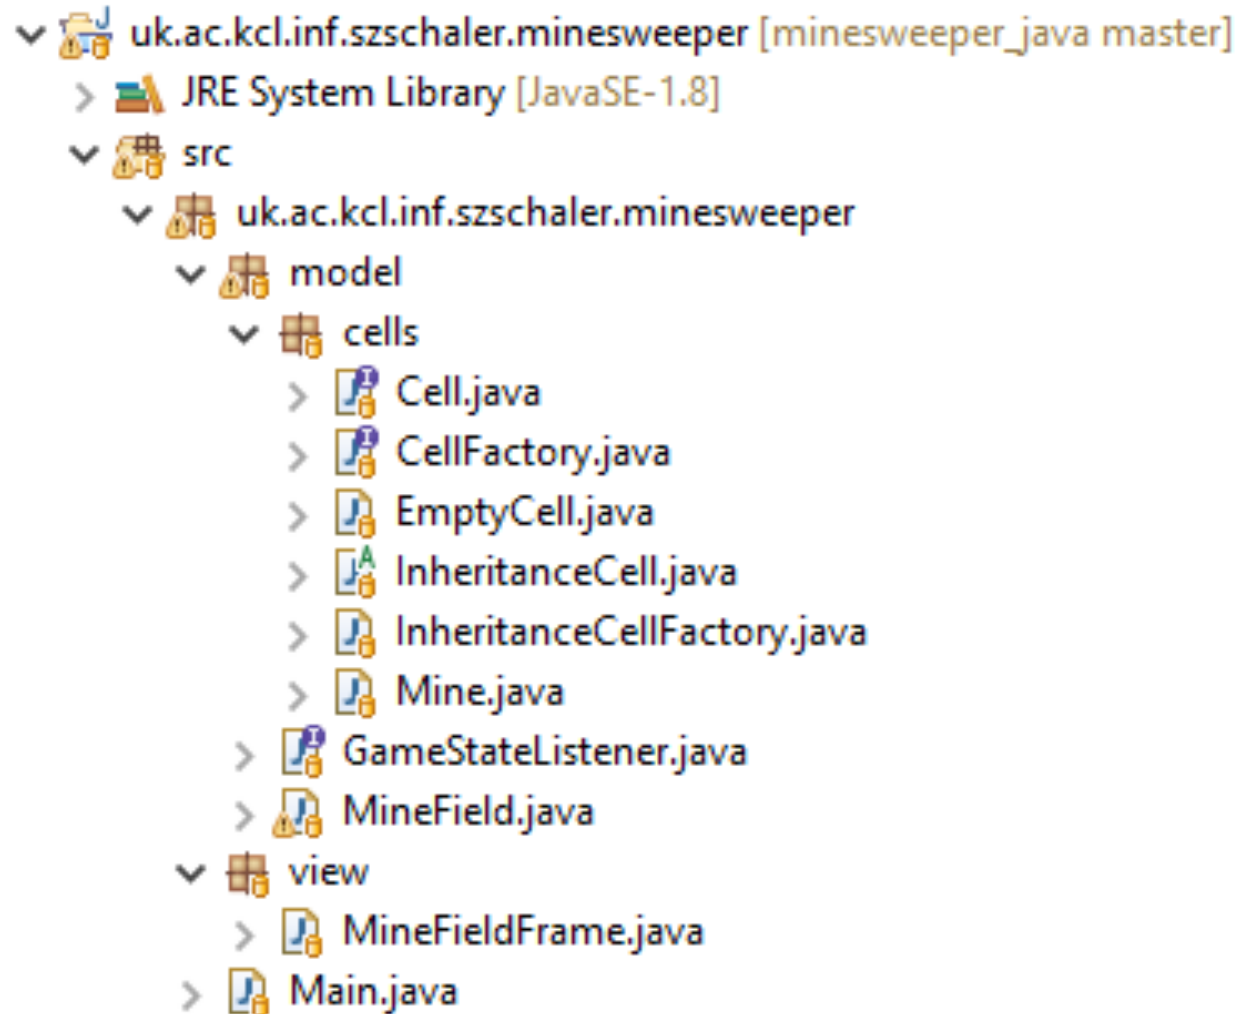 uk.ac.kcl.inf.szschaler.minesweeper [minesweeper_java master]
JRE System Library [JavaSE-1.8]
src
uk.ac.kcl.inf.szschaler.minesweeper
model
cells
Cell.java
CellFactory.java
EmptyCell.java
InheritanceCell.java
InheritanceCellFactory.java
Mine.java
GameStateListener.java
MineField.java
view
MineFieldFrame.java
Main.java